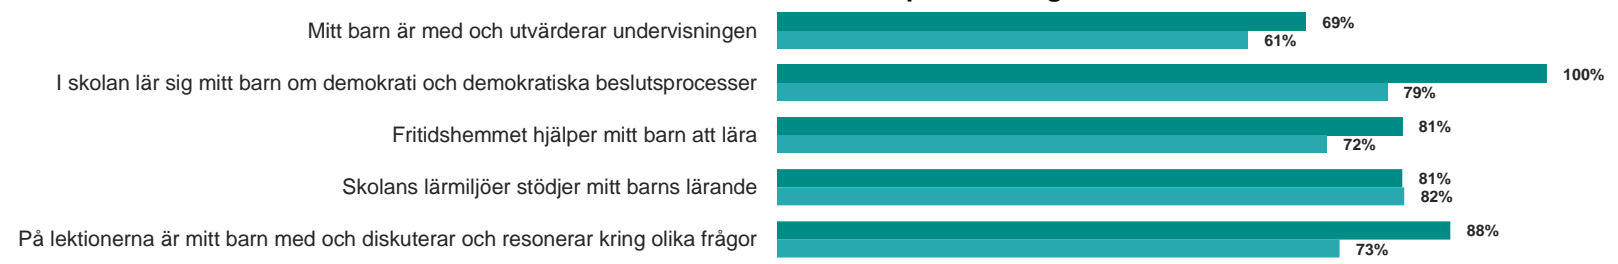 Mitt barn är med och utvärderar undervisningen
69%
61%
I skolan lär sig mitt barn om demokrati och demokratiska beslutsprocesser
100%
79%
Fritidshemmet hjälper mitt barn att lära
81%
72%
Skolans lärmiljöer stödjer mitt barns lärande
81%
82%
På lektionerna är mitt barn med och diskuterar och resonerar kring olika frågor
88%
73%